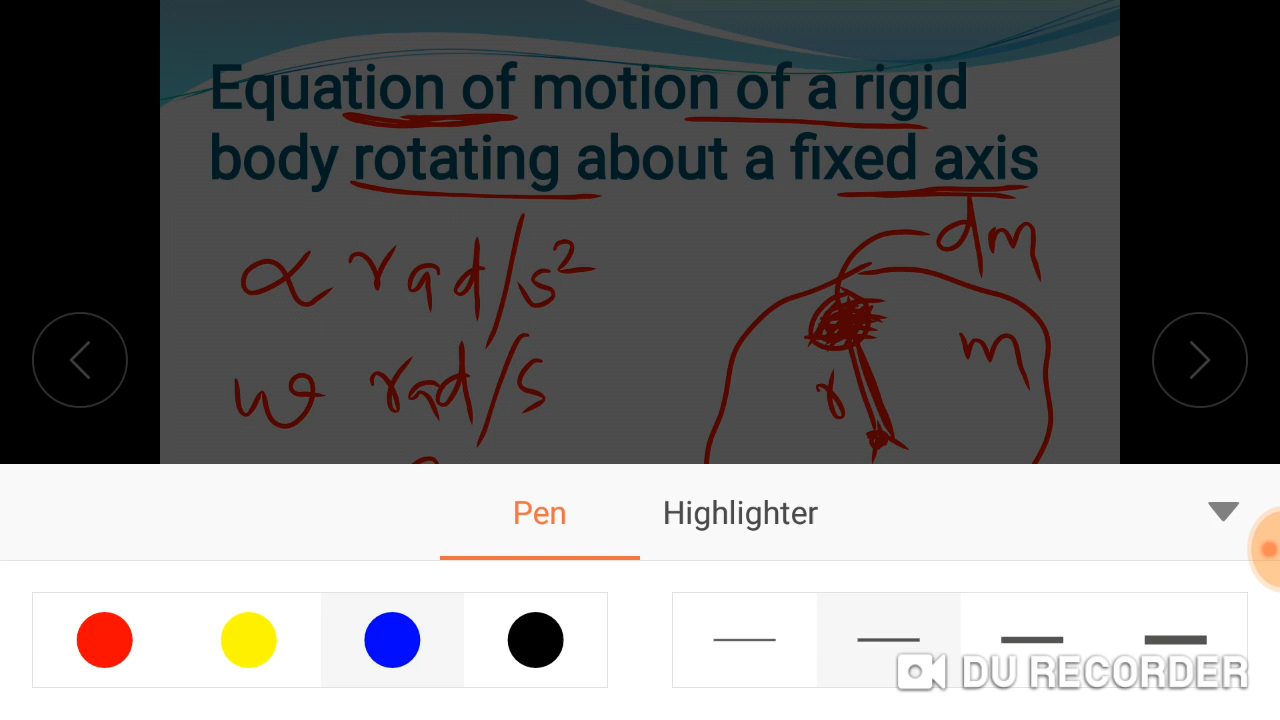 Equation of motion of a rigid
body rotating about a fixed axis
dm
α rad/s²
m
ω rad/s
r
Pen Highlighter
DU RECORDER